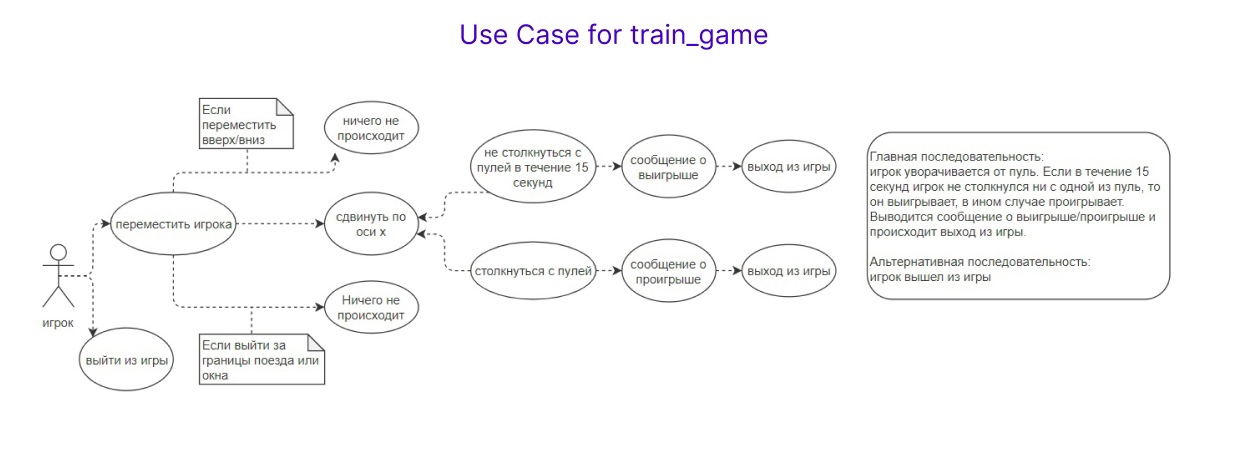 Use Case for train_game
Если
переместить
вверх/вниз
ничего не
происходит
не столкнуться с
пулей в течение 15
секунд
сообщение о
выигрыше
выход из игры
Главная последовательность:
игрок уворачивается от пуль. Если в течение 15
секунд игрок не столкнулся ни с одной из пуль, то
он выигрывает, в ином случае проигрывает.
Выводится сообщение о выигрыше/проигрыше и
происходит выход из игры.
Альтернативная последовательность:
игрок вышел из игры
переместить игрока
сдвинуть по
оси x
столкнуться с пулей
сообщение о
проигрыше
выход из игры
игрок
Ничего не
происходит
выйти из игры
Если выйти за
границы поезда или
окна